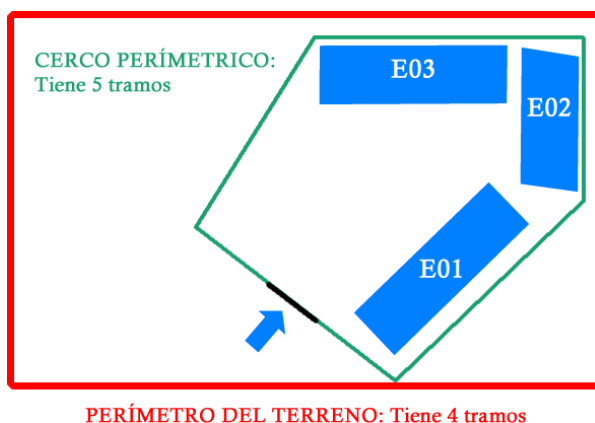 CERCO PERÍMETRICO:
Tiene 5 tramos
E03
E02
E01
PERÍMETRO DEL TERRENO: Tiene 4 tramos